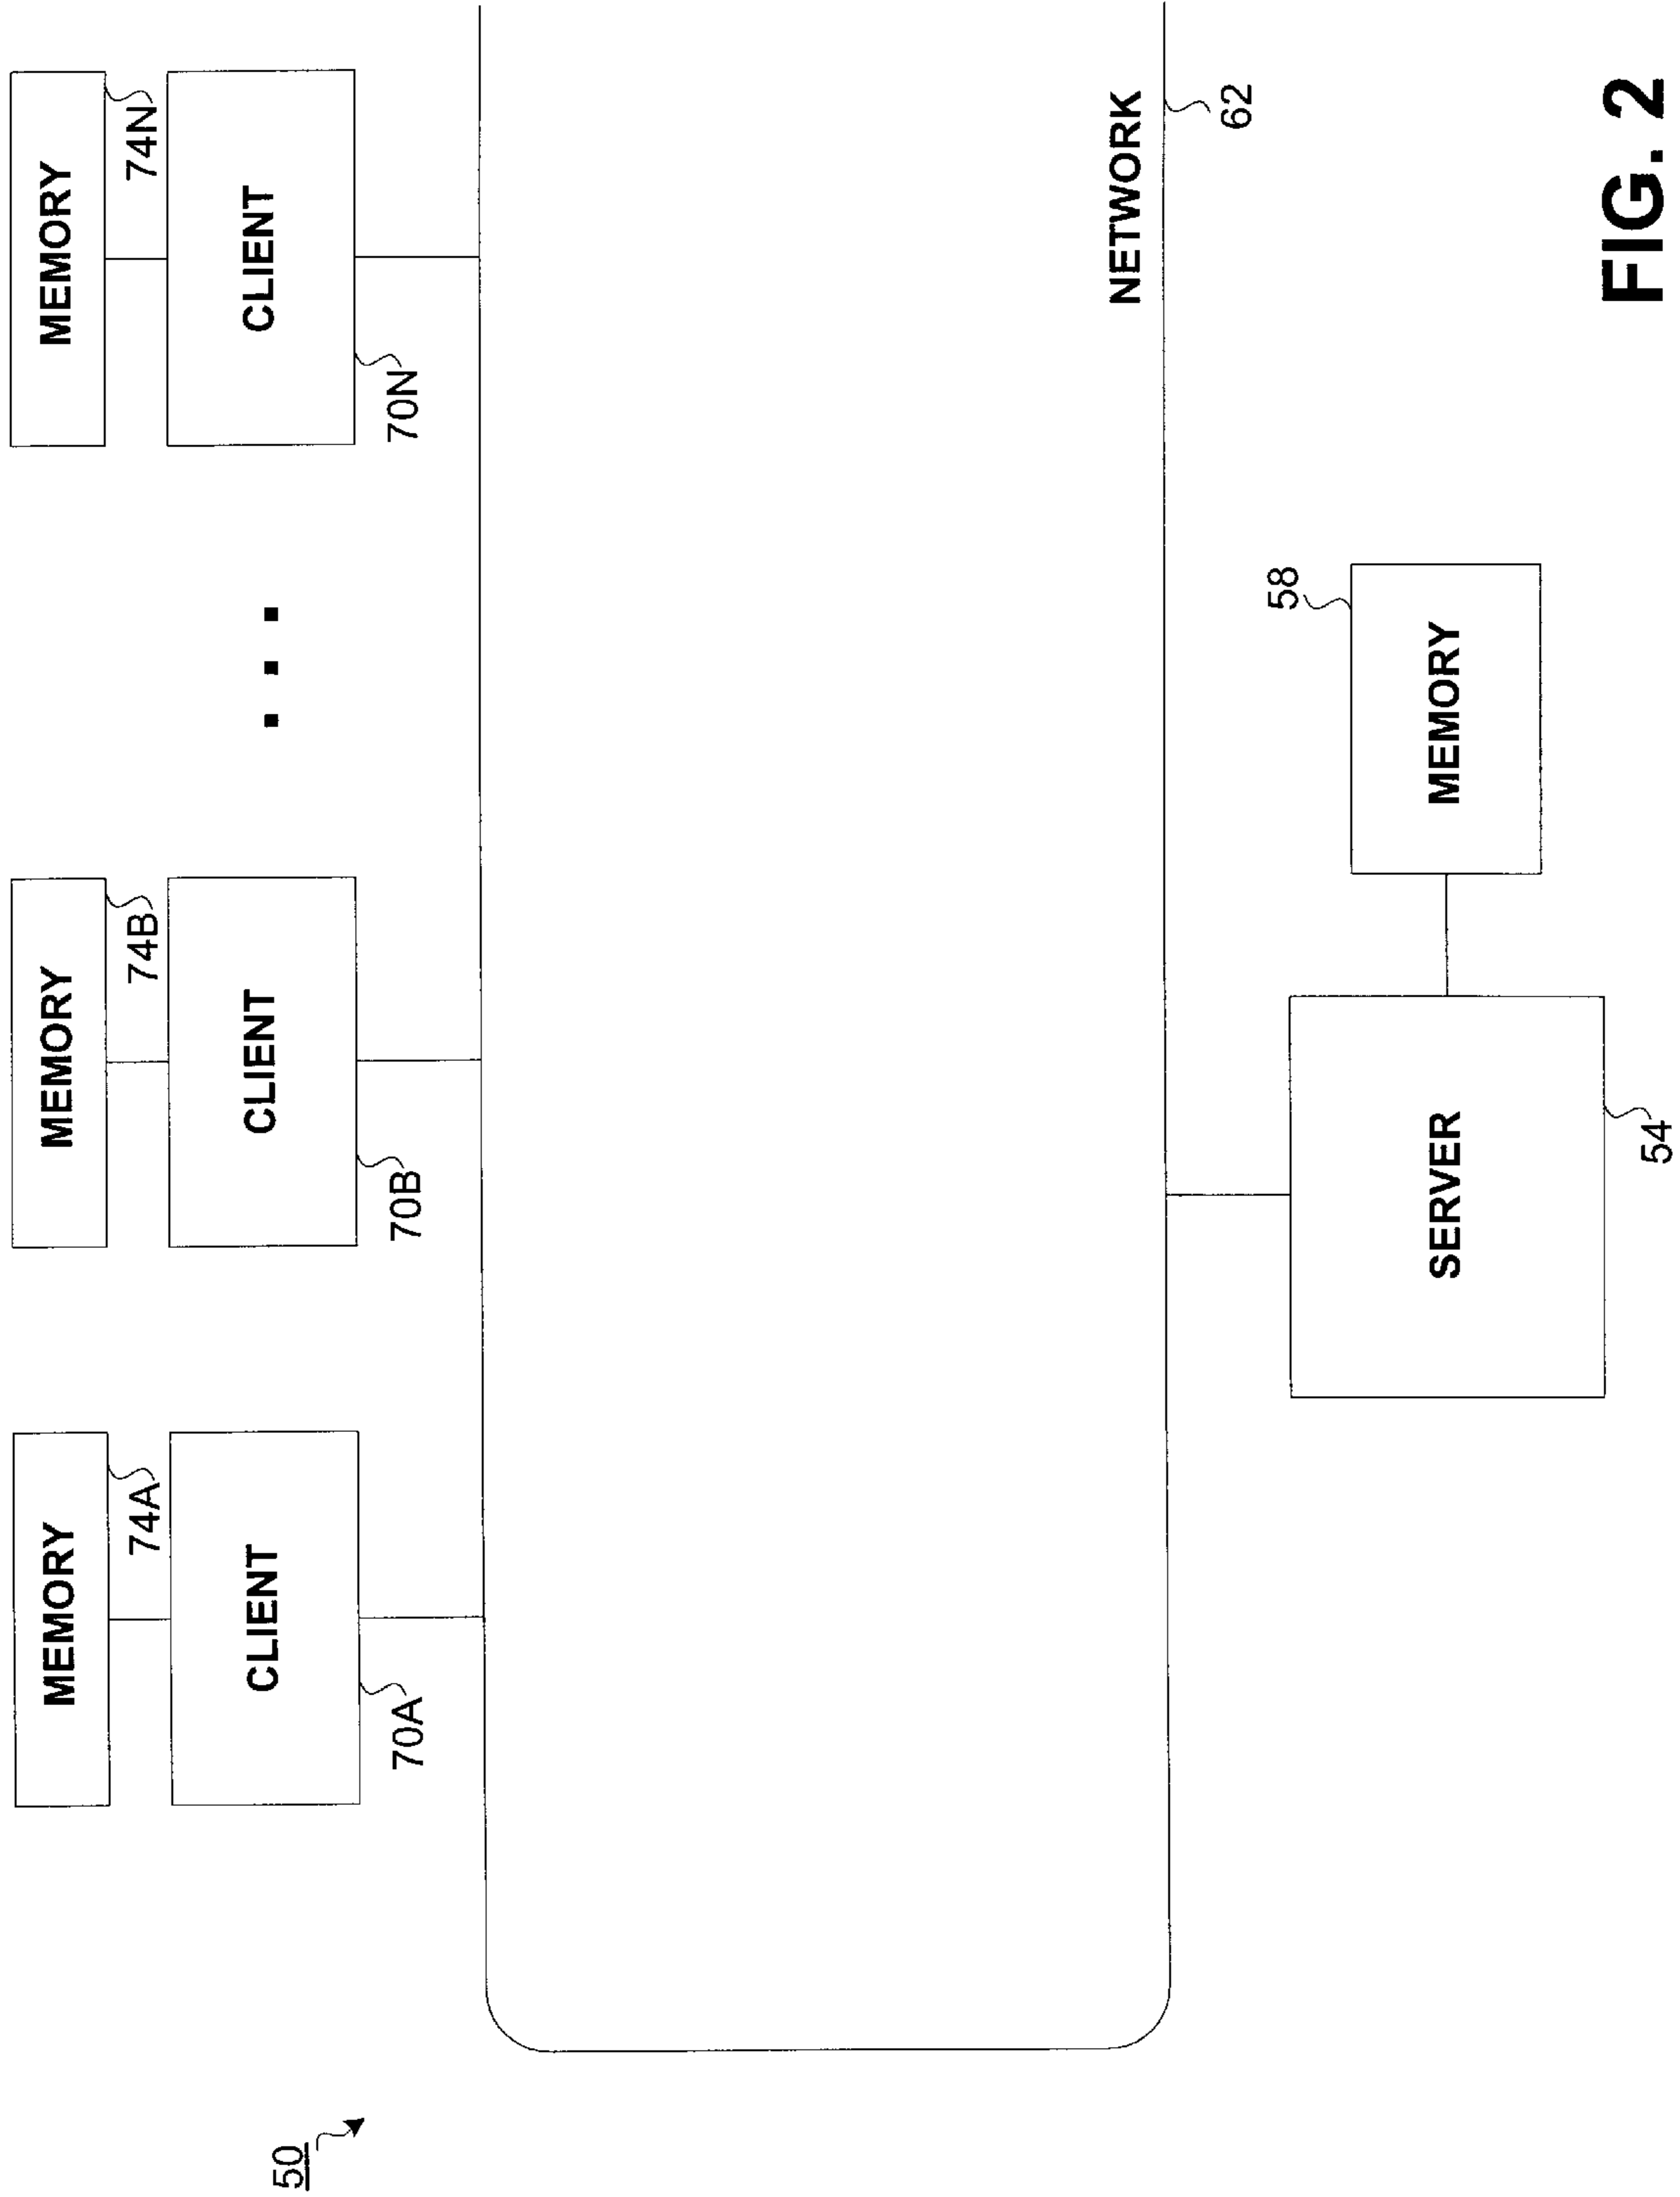 50
MEMORY
MEMORY
MEMORY
74A
74B
74N
CLIENT
CLIENT
CLIENT
. . .
70A
70B
70N
NETWORK
62
58
SERVER
MEMORY
54
FIG. 2